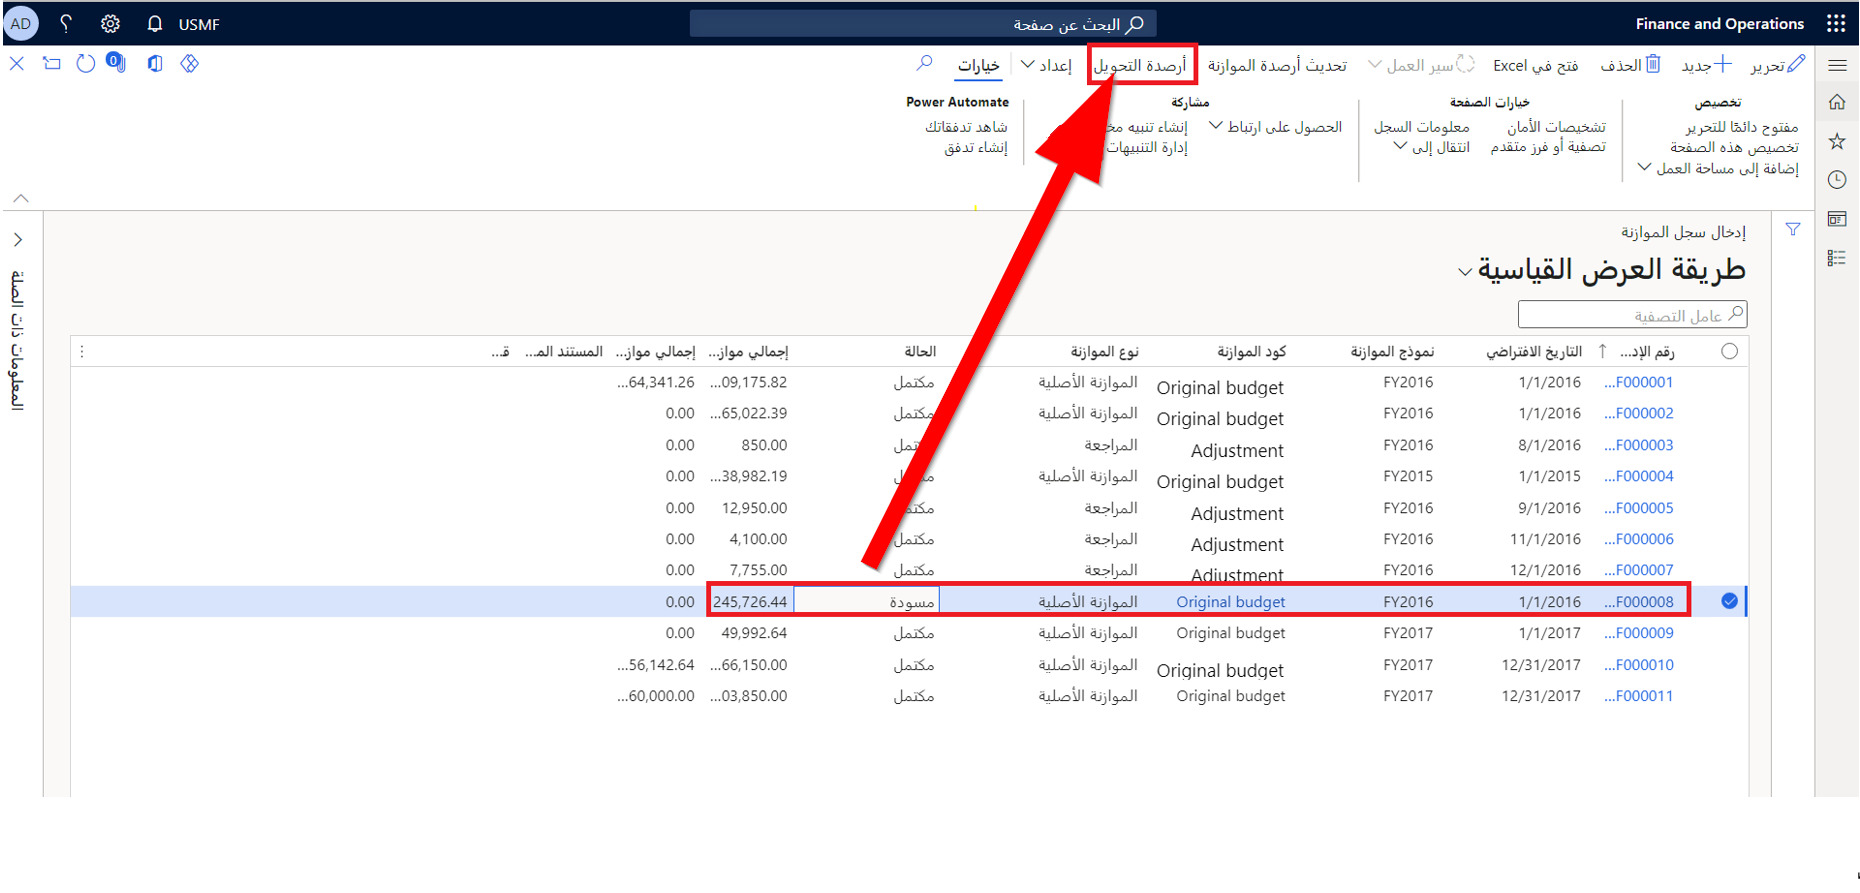 Finance and Operations
البحث عن صفحة
USMF
AD
تحرير
جديد
الحذف
فتح في Excel
سير العمل
تحديث أرصدة الموازنة
أرصدة التحويل
إعداد
خيارات
0
تخصيص
مفتوح دائمًا للتحرير
تخصيص هذه الصفحة
إضافة إلى مساحة العمل
خيارات الصفحة
تشخيصات الأمان
تصفية أو فرز متقدم
معلومات السجل
انتقال إلى
مشاركة
الحصول على ارتباط
إنشاء تنبيه
إدارة التنبيهات
Power Automate
شاهد تدفقاتك
إنشاء تدفق
إدخال سجل الموازنة
طريقة العرض القياسية
عامل التصفية
المعلومات ذات الصلة
رقم الإد... التاريخ الافتراضي نموذج الموازنة كود الموازنة نوع الموازنة الحالة إجمالي مواز... إجمالي مواز... المستند الم... ق...
F000001... 1/1/2016 FY2016 Original budget الموازنة الأصلية مكتمل ...09,175.82 ...64,341.26
F000002... 1/1/2016 FY2016 Original budget الموازنة الأصلية مكتمل ...65,022.39 0.00
F000003... 8/1/2016 FY2016 Adjustment المراجعة 850.00 0.00
F000004... 1/1/2015 FY2015 Original budget الموازنة الأصلية ...38,982.19 0.00
F000005... 9/1/2016 FY2016 Adjustment المراجعة 12,950.00 0.00
F000006... 11/1/2016 FY2016 Adjustment المراجعة مكتمل 4,100.00 0.00
F000007... 12/1/2016 FY2016 Adjustment المراجعة مكتمل 7,755.00 0.00
F000008... 1/1/2016 FY2016 Original budget الموازنة الأصلية مسودة 245,726.44 0.00
F000009... 1/1/2017 FY2017 Original budget الموازنة الأصلية مكتمل 49,992.64 0.00
F000010... 12/31/2017 FY2017 Original budget الموازنة الأصلية مكتمل ...66,150.00 ...56,142.64
F000011... 12/31/2017 FY2017 Original budget الموازنة الأصلية مكتمل ...03,850.00 ...60,000.00